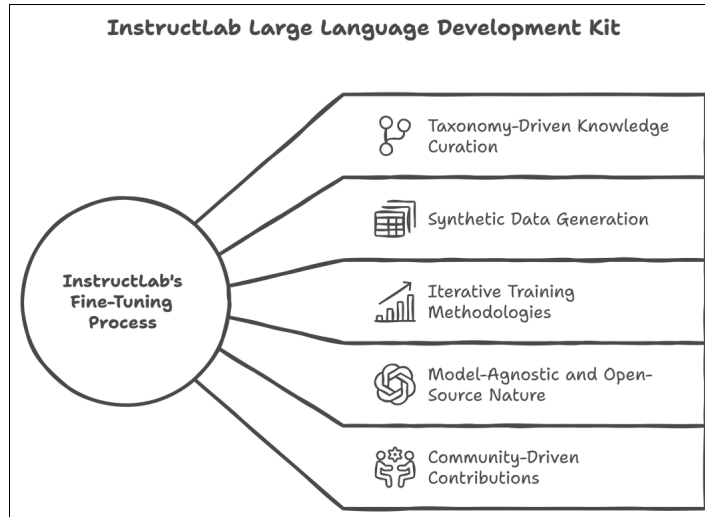 InstructLab Large Language Development Kit
Taxonomy-Driven Knowledge
Curation
Synthetic Data Generation
InstructLab's
Fine-Tuning
Process
Iterative Training
Methodologies
Model-Agnostic and Open-
Source Nature
Community-Driven
Contributions